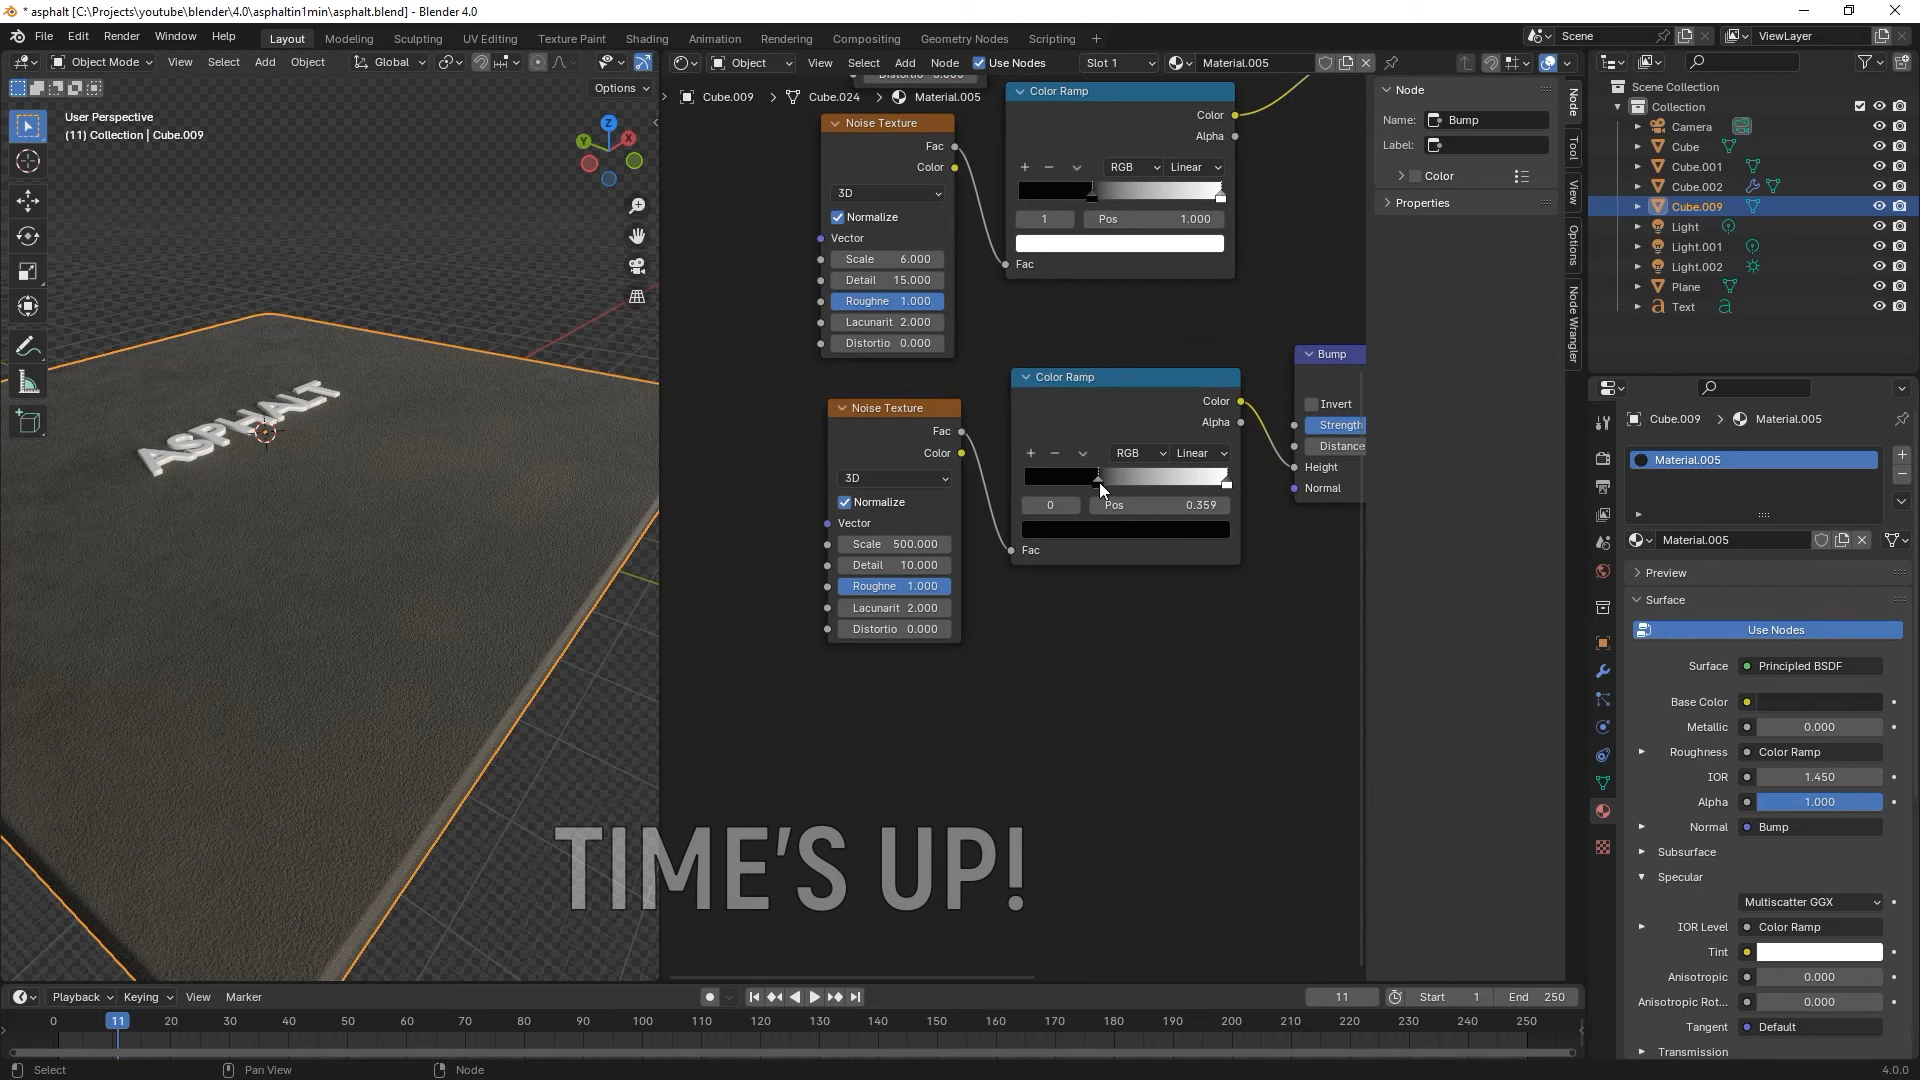 * asphalt [C:\Projects\youtube\blender\4.0\asphaltin1min\asphalt.blend] - Blender 4.0
File Edit Render Window Help Layout Modeling Sculpting UV Editing Texture Paint Shading Animation Rendering Compositing Geometry Nodes Scripting + Scene ViewLayer
Object Mode View Select Add Object Global
Object View Select Add Node Use Nodes Slot 1 Material.005
Options
User Perspective
(11) Collection | Cube.009
Z
X
Y
ASPHALT
Cube.009 > Cube.024 > Material.005
Distortio 0.000
Noise Texture
Fac
Color
3D
Normalize
Vector
Scale 6.000
Detail 15.000
Roughne 1.000
Lacunarit 2.000
Distortio 0.000
Color Ramp
Color
Alpha
RGB Linear
1 Pos 1.000
Fac
Noise Texture
Fac
Color
3D
Normalize
Vector
Scale 500.000
Detail 10.000
Roughne 1.000
Lacunarit 2.000
Distortio 0.000
Color Ramp
Color
Alpha
RGB Linear
0 Pos 0.359
Fac
Bump
Invert
Strength
Distance
Height
Normal
TIME'S UP!
Node
Name: Bump
Label:
Color
Properties
Node
Tool
View
Options
Node Wrangler
Scene Collection
Collection
Camera
Cube
Cube.001
Cube.002
Cube.009
Light
Light.001
Light.002
Plane
Text
Cube.009 > Material.005
Material.005
Material.005
Preview
Surface
Use Nodes
Surface Principled BSDF
Base Color
Metallic 0.000
Roughness Color Ramp
IOR 1.450
Alpha 1.000
Normal Bump
Subsurface
Specular
Multiscatter GGX
IOR Level Color Ramp
Tint
Anisotropic 0.000
Anisotropic Rot... 0.000
Tangent Default
Transmission
Playback Keying View Marker 11 Start 1 End 250
0 11 20 30 40 50 60 70 80 90 100 110 120 130 140 150 160 170 180 190 200 210 220 230 240 250
Select Pan View Node 4.0.0